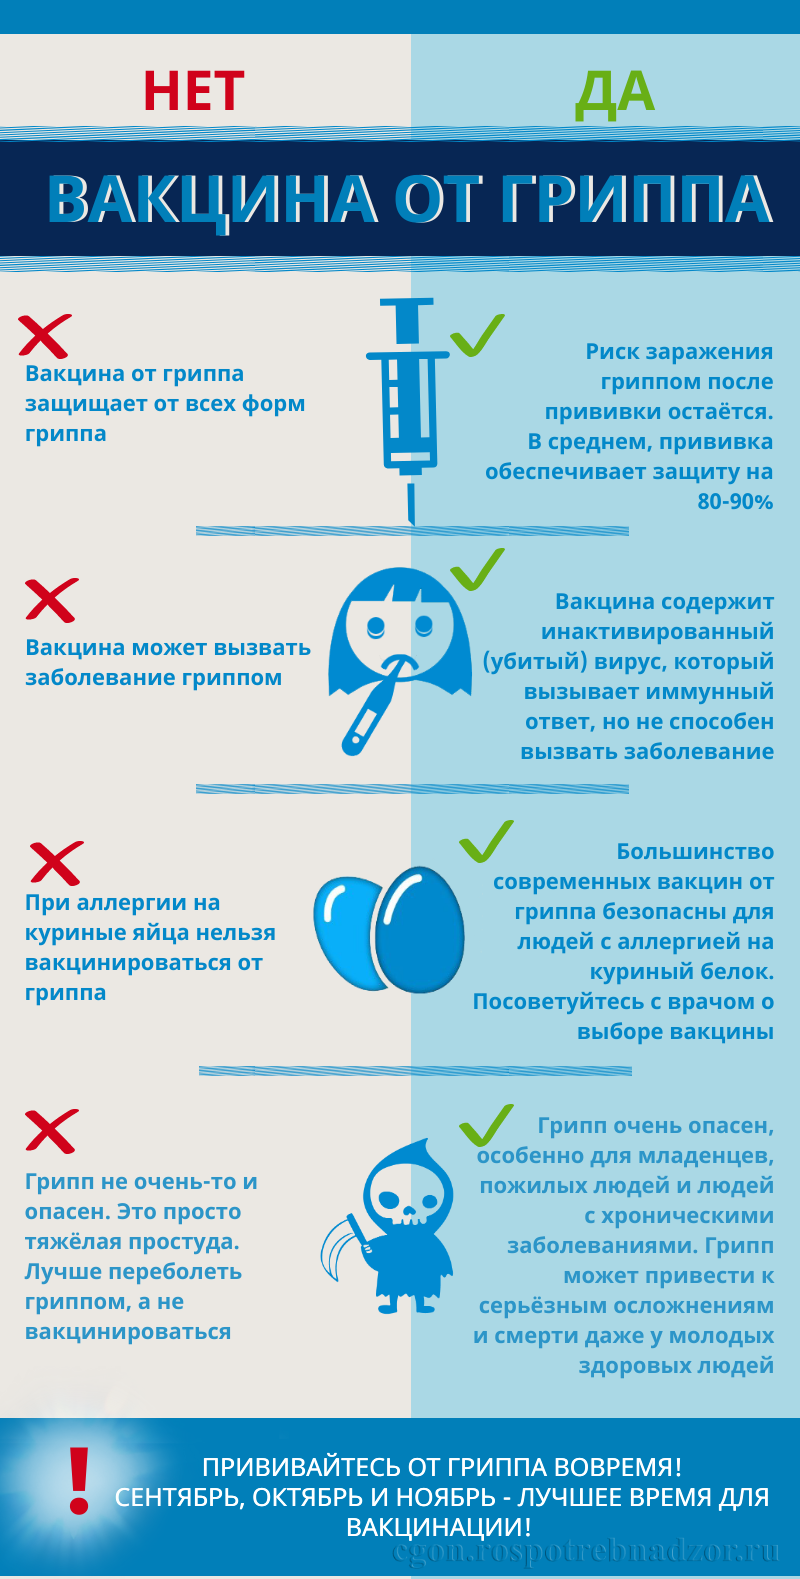 НЕТ
ДА
ВАКЦИНА ОТ ГРИППА
Вакцина от гриппа
защищает от всех форм
гриппа
Риск заражения
гриппом после
прививки остаётся.
В среднем, прививка
обеспечивает защиту на
80-90%
Вакцина может вызвать
заболевание гриппом
Вакцина содержит
инактивированный
(убитый) вирус, который
вызывает иммунный
ответ, но не способен
вызвать заболевание
При аллергии на
куриные яйца нельзя
вакцинироваться от
гриппа
Большинство
современных вакцин от
гриппа безопасны для
людей с аллергией на
куриный белок.
Посоветуйтесь с врачом о
выборе вакцины
Грипп не очень-то и
опасен. Это просто
тяжёлая простуда.
Лучше переболеть
гриппом, а не
вакцинироваться
Грипп очень опасен,
особенно для младенцев,
пожилых людей и людей
с хроническими
заболеваниями. Грипп
может привести к
серьёзным осложнениям
и смерти даже у молодых
здоровых людей
!
ПРИВИВАЙТЕСЬ ОТ ГРИППА ВОВРЕМЯ!
СЕНТЯБРЬ, ОКТЯБРЬ И НОЯБРЬ - ЛУЧШЕЕ ВРЕМЯ ДЛЯ
ВАКЦИНАЦИИ!
cgon.rospotrebnadzor.ru